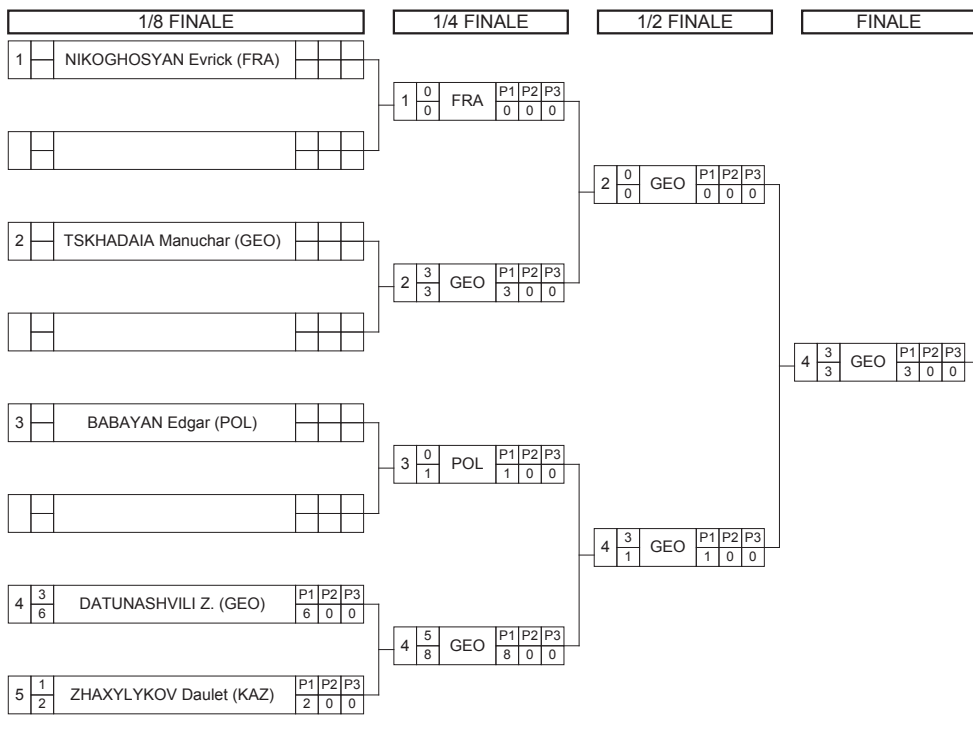 1/8 FINALE 1/4 FINALE 1/2 FINALE FINALE
1 NIKOGHOSYAN Evrick (FRA)
0 P1 P2 P3
1 FRA
0 0 0 0
0 P1 P2 P3
2 GEO
0 0 0 0
2 TSKHADAIA Manuchar (GEO)
3 P1 P2 P3
2 GEO
3 3 0 0
3 P1 P2 P3
4 GEO
3 3 0 0
3 BABAYAN Edgar (POL)
0 P1 P2 P3
3 POL
1 1 0 0
3 P1 P2 P3
4 GEO
1 1 0 0
3 P1 P2 P3
4 DATUNASHVILI Z. (GEO)
6 6 0 0
5 P1 P2 P3
4 GEO
8 8 0 0
1 P1 P2 P3
5 ZHAXYLYKOV Daulet (KAZ)
2 2 0 0